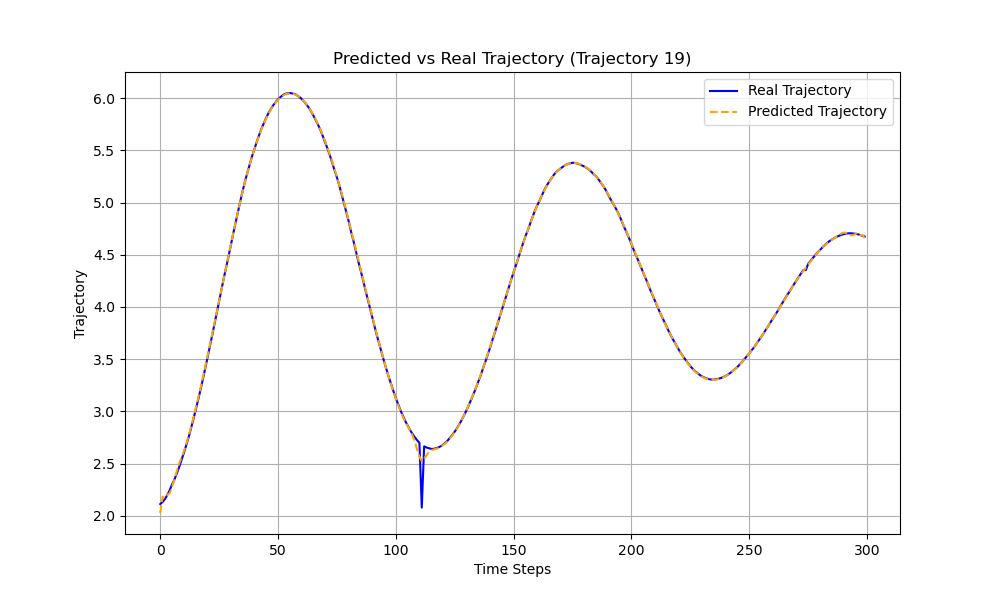 Predicted vs Real Trajectory (Trajectory 19)
Real Trajectory
Predicted Trajectory
Trajectory
6.0
5.5
5.0
4.5
4.0
3.5
3.0
2.5
2.0
0 50 100 150 200 250 300
Time Steps